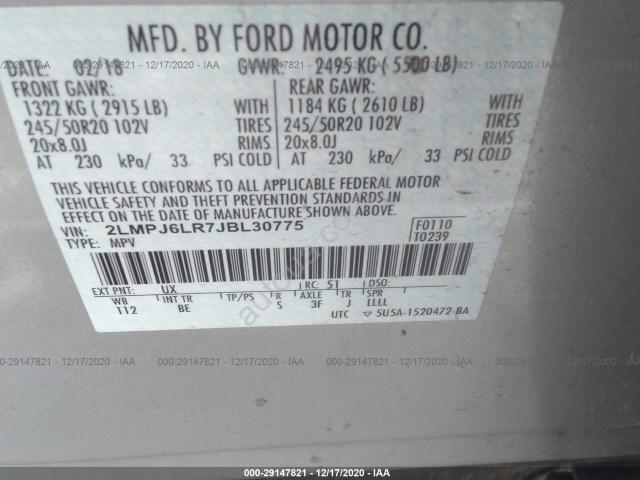 MFD. BY FORD MOTOR CO.
DATE: 02/18 GVWR: 2495 KG ( 5500 LB)
FRONT GAWR: REAR GAWR:
1322 KG ( 2915 LB) WITH 1184 KG ( 2610 LB) WITH
245/50R20 102V TIRES 245/50R20 102V TIRES
20x8.0J RIMS 20x8.0J RIMS
AT 230 kPa/ 33 PSI COLD AT 230 kPa/ 33 PSI COLD
THIS VEHICLE CONFORMS TO ALL APPLICABLE FEDERAL MOTOR
VEHICLE SAFETY AND THEFT PREVENTION STANDARDS IN
EFFECT ON THE DATE OF MANUFACTURE SHOWN ABOVE.
VIN: 2LMPJ6LR7JBL30775 F0110
TYPE: MPV T0239
EXT PNT: UX RC: 51 DSO:
WB INT TR TP/PS R AXLE TR SPR
112 BE S 3F J LLLL
UTC 5U5A-1520472-BA
000-29147821 - 12/17/2020 - IAA